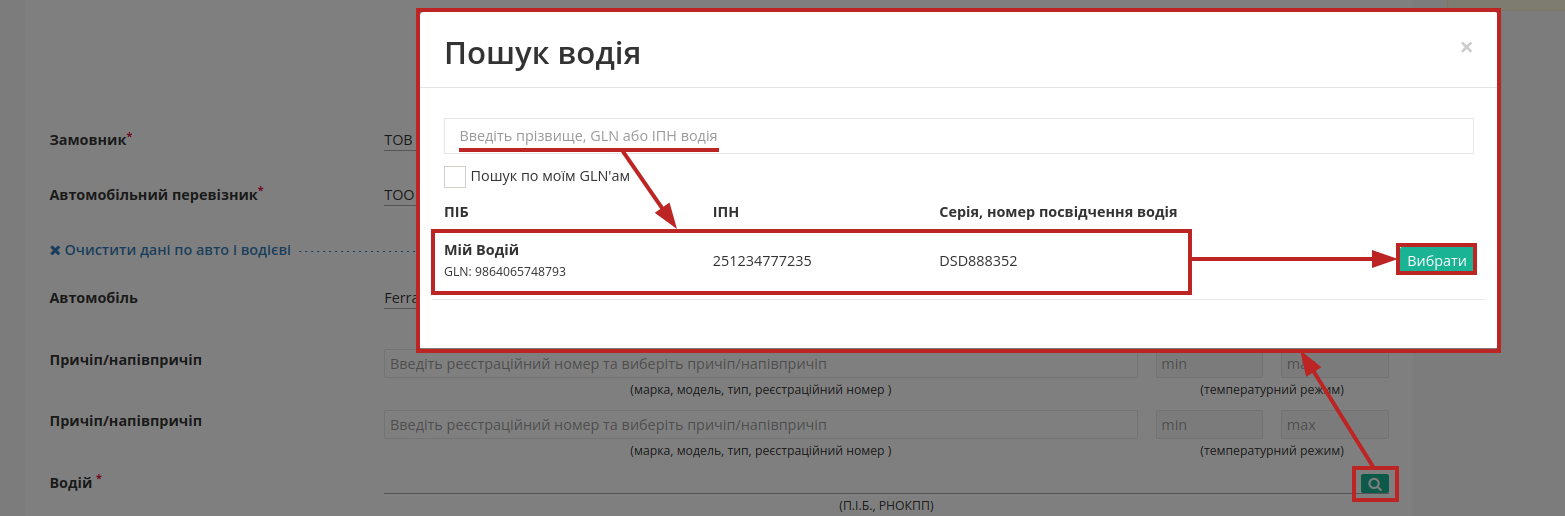 Пошук водія
×
Введіть прізвище, GLN або ІПН водія
Пошук по моїм GLN'ам
ПІБ ІПН Серія, номер посвідчення водія
Мій Водій
GLN: 9864065748793
251234777235 DSD888352 Вибрати
Замовник* ТОВ
Автомобільний перевізник* ТОО
Очистити дані по авто і водієві
Автомобіль Ferra
Причіп/напівпричіп Введіть реєстраційний номер та виберіть причіп/напівпричіп min
(марка, модель, тип, реєстраційний номер ) (температурний режим)
Причіп/напівпричіп Введіть реєстраційний номер та виберіть причіп/напівпричіп min max
(марка, модель, тип, реєстраційний номер ) (температурний режим)
Водій *
(П.І.Б., РНОКПП)